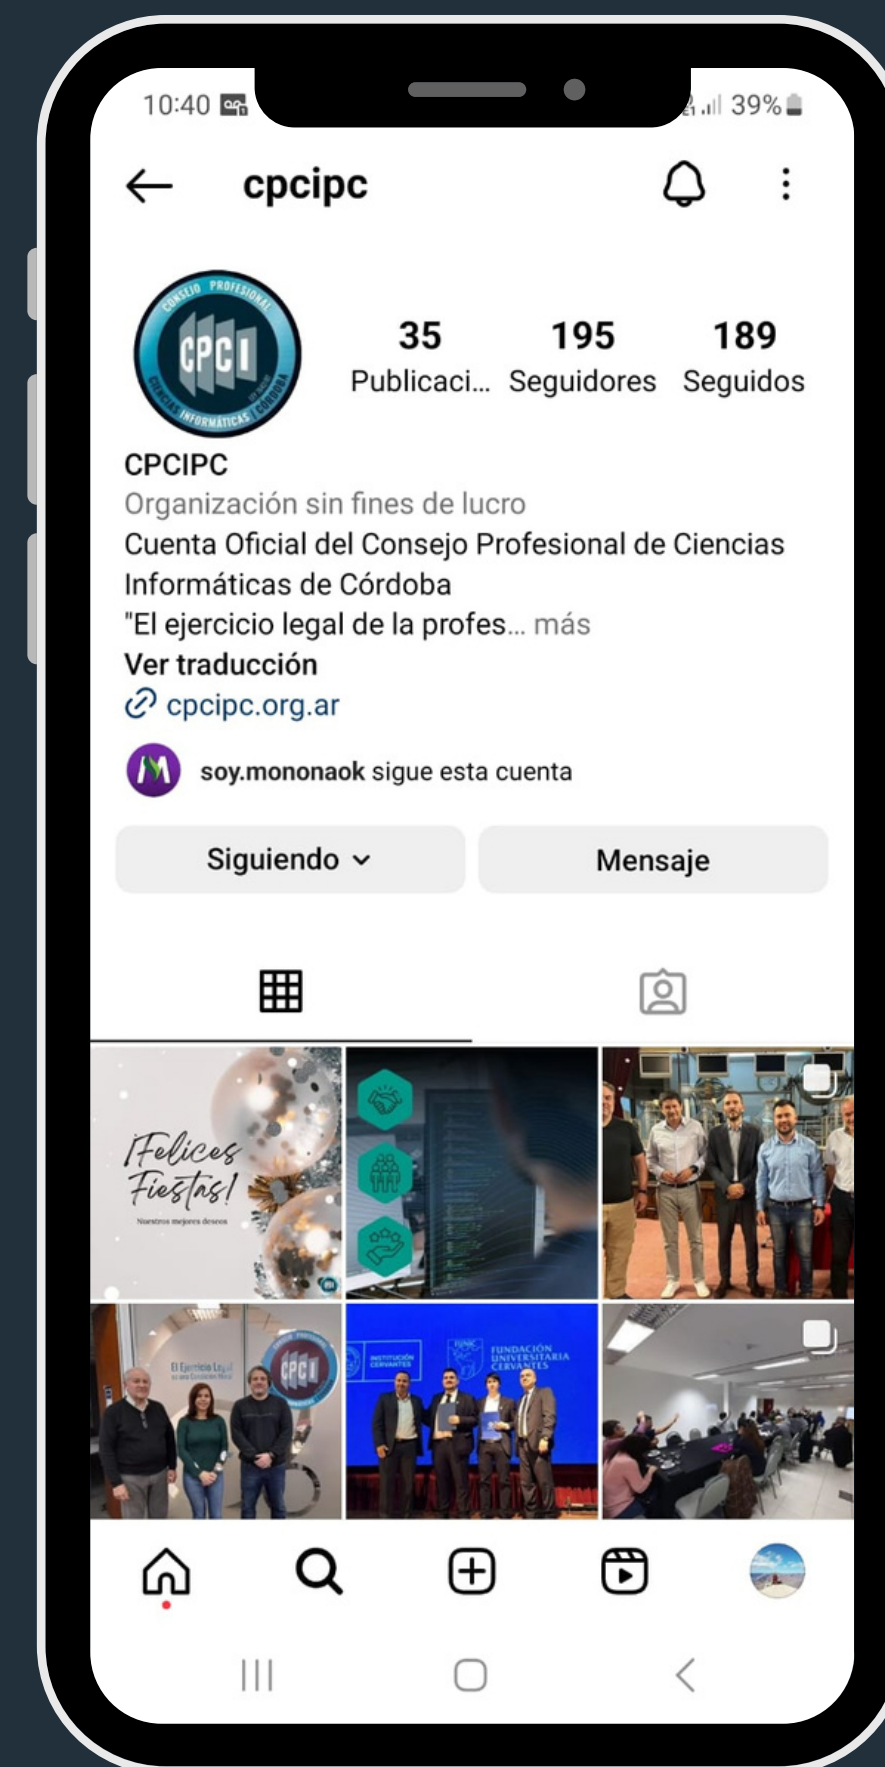 10:40
39%
cpcipc
CONSEJO PROFESIONAL
CPCI
CIENCIAS INFORMÁTICAS | CÓRDOBA
35
195
189
Publicaci...
Seguidores
Seguidos
CPCIPC
Organización sin fines de lucro
Cuenta Oficial del Consejo Profesional de Ciencias
Informáticas de Córdoba
"El ejercicio legal de la profes... más
Ver traducción
cpcipc.org.ar
soy.mononaok sigue esta cuenta
Siguiendo
Mensaje
¡Felices
Fiestas!
Nuestros mejores deseos
El Ejercicio Legal
CPCI
INSTITUCIÓN
CERVANTES
FUNDACIÓN
UNIVERSITARIA
CERVANTES